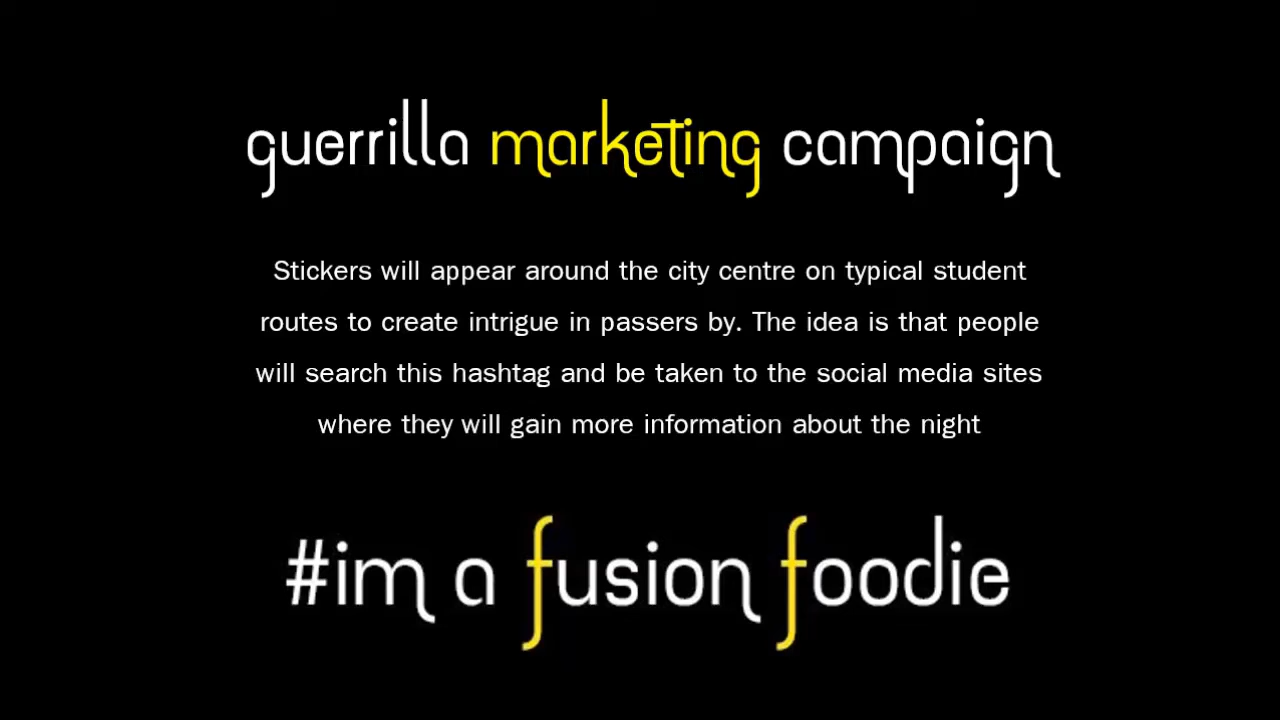 guerrilla marketing campaign
Stickers will appear around the city centre on typical student
routes to create intrigue in passers by. The idea is that people
will search this hashtag and be taken to the social media sites
where they will gain more information about the night
#im a fusion foodie